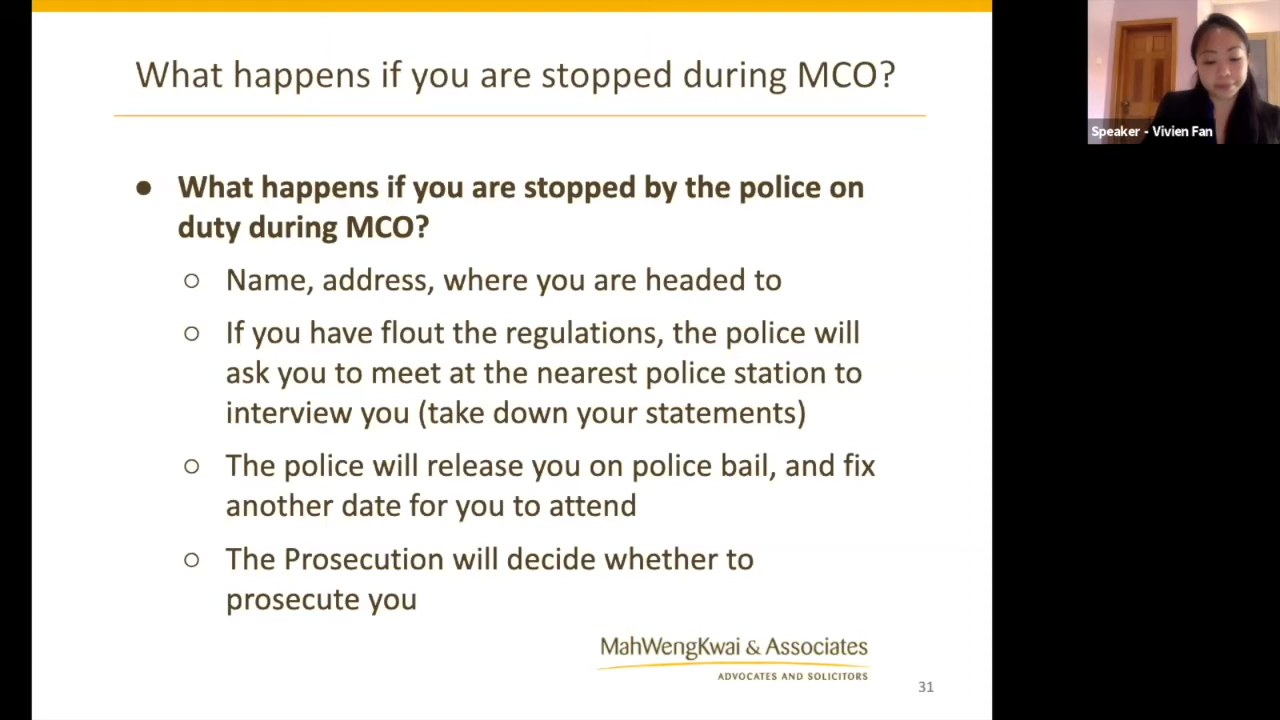 What happens if you are stopped during MCO?
● What happens if you are stopped by the police on
duty during MCO?
○ Name, address, where you are headed to
○ If you have flout the regulations, the police will
ask you to meet at the nearest police station to
interview you (take down your statements)
○ The police will release you on police bail, and fix
another date for you to attend
○ The Prosecution will decide whether to
prosecute you
MahWengKwai & Associates
ADVOCATES AND SOLICITORS
31
Speaker - Vivien Fan